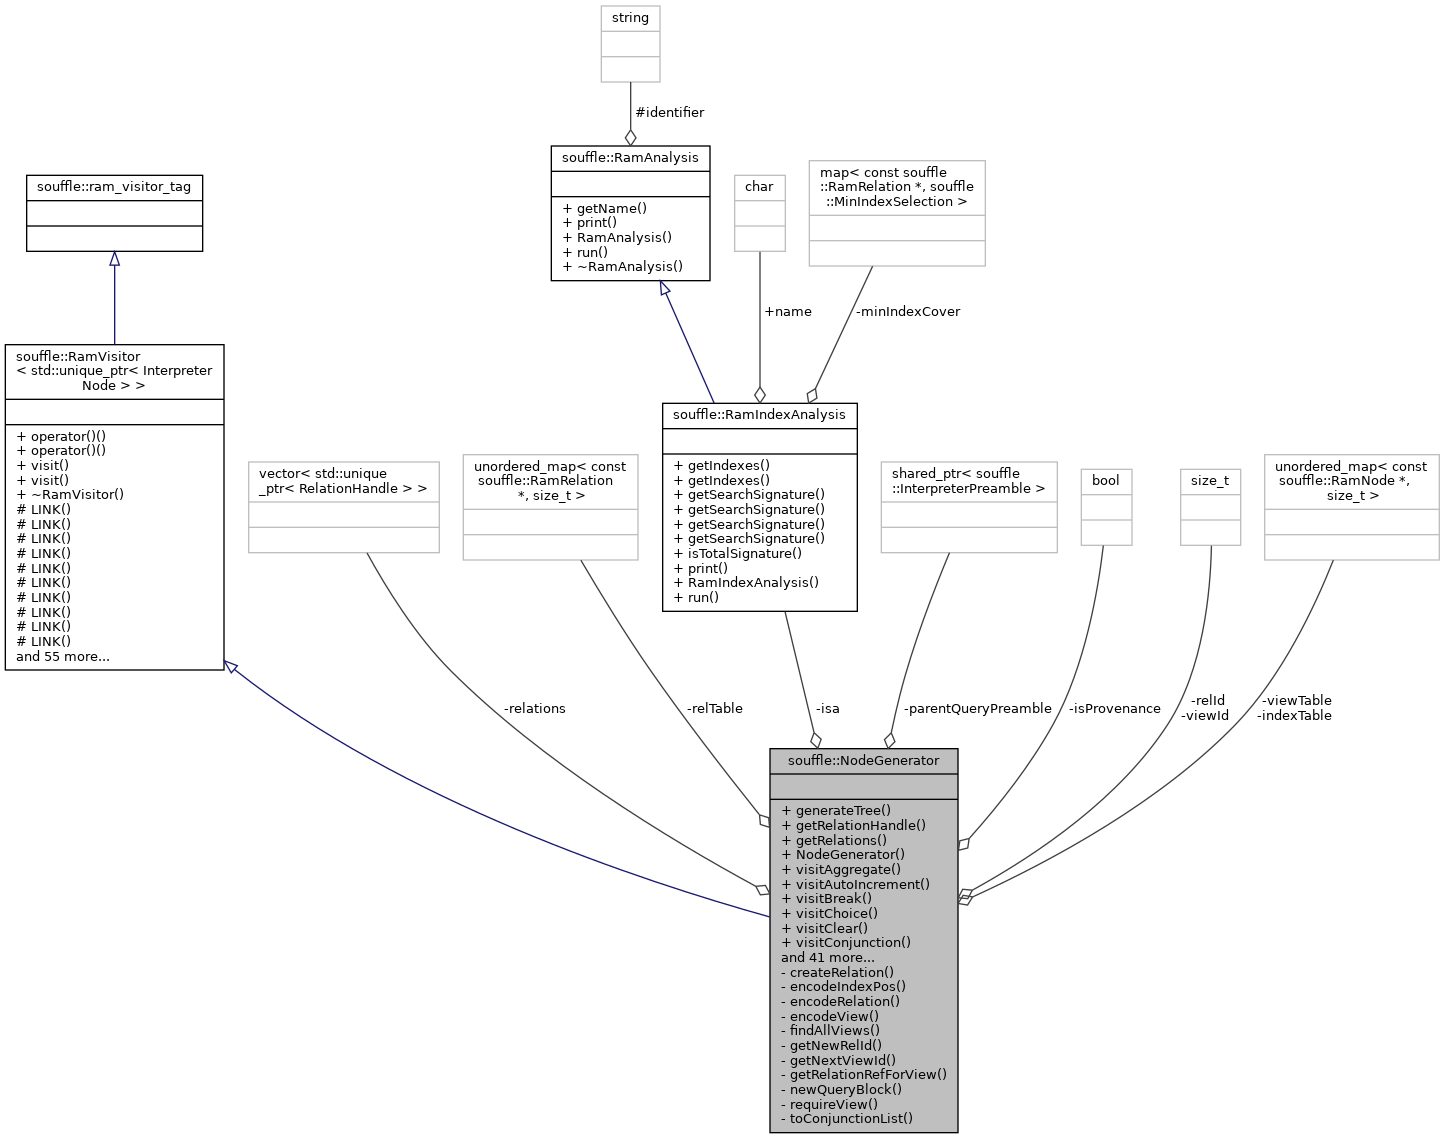 string
#identifier
souffle::RamAnalysis
+ getName()
+ print()
+ RamAnalysis()
+ run()
+ ~RamAnalysis()
souffle::ram_visitor_tag
char
map< const souffle
::RamRelation *, souffle
::MinIndexSelection >
+name
-minIndexCover
souffle::RamVisitor
< std::unique_ptr< Interpreter
Node > >
+ operator()()
+ operator()()
+ visit()
+ visit()
+ ~RamVisitor()
# LINK()
# LINK()
# LINK()
# LINK()
# LINK()
# LINK()
# LINK()
# LINK()
# LINK()
# LINK()
and 55 more...
vector< std::unique
_ptr< RelationHandle > >
unordered_map< const
souffle::RamRelation
*, size_t >
souffle::RamIndexAnalysis
+ getIndexes()
+ getIndexes()
+ getSearchSignature()
+ getSearchSignature()
+ getSearchSignature()
+ getSearchSignature()
+ isTotalSignature()
+ print()
+ RamIndexAnalysis()
+ run()
shared_ptr< souffle
::InterpreterPreamble >
bool
size_t
unordered_map< const
souffle::RamNode *,
size_t >
-relations
-relTable
-isa
-parentQueryPreamble
-isProvenance
-relId
-viewId
-viewTable
-indexTable
souffle::NodeGenerator
+ generateTree()
+ getRelationHandle()
+ getRelations()
+ NodeGenerator()
+ visitAggregate()
+ visitAutoIncrement()
+ visitBreak()
+ visitChoice()
+ visitClear()
+ visitConjunction()
and 41 more...
- createRelation()
- encodeIndexPos()
- encodeRelation()
- encodeView()
- findAllViews()
- getNewRelId()
- getNextViewId()
- getRelationRefForView()
- newQueryBlock()
- requireView()
- toConjunctionList()